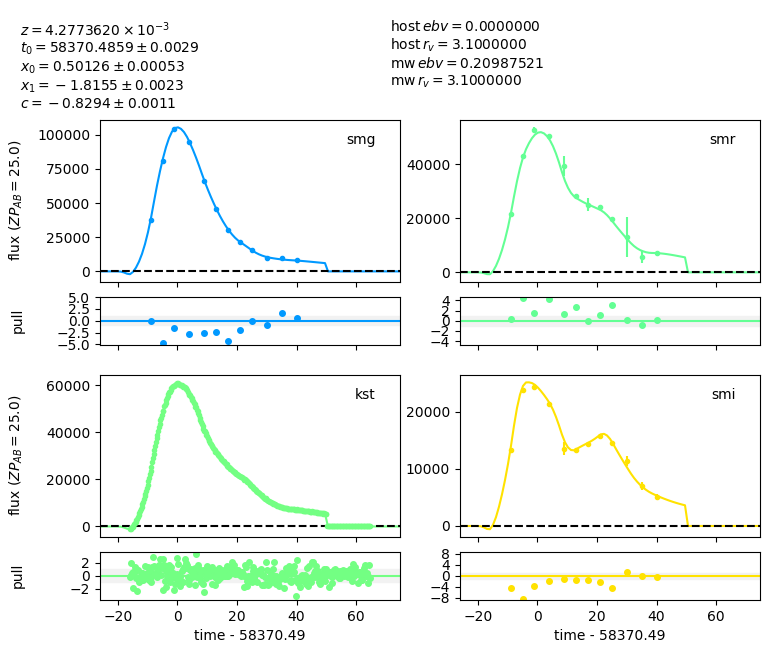 z = 4.2773620 × 10⁻³
t₀ = 58370.4859 ± 0.0029
x₀ = 0.50126 ± 0.00053
x₁ = −1.8155 ± 0.0023
c = −0.8294 ± 0.0011
host ebv = 0.0000000
host r_v = 3.1000000
mw ebv = 0.20987521
mw r_v = 3.1000000
flux (ZP_AB = 25.0)
100000
75000
50000
25000
0
smg
40000
20000
0
smr
pull
5.0
2.5
0.0
−2.5
−5.0
4
2
0
−2
−4
flux (ZP_AB = 25.0)
60000
40000
20000
0
kst
20000
10000
0
smi
pull
2
0
−2
8
4
0
−4
−8
−20 0 20 40 60
−20 0 20 40 60
time - 58370.49
time - 58370.49